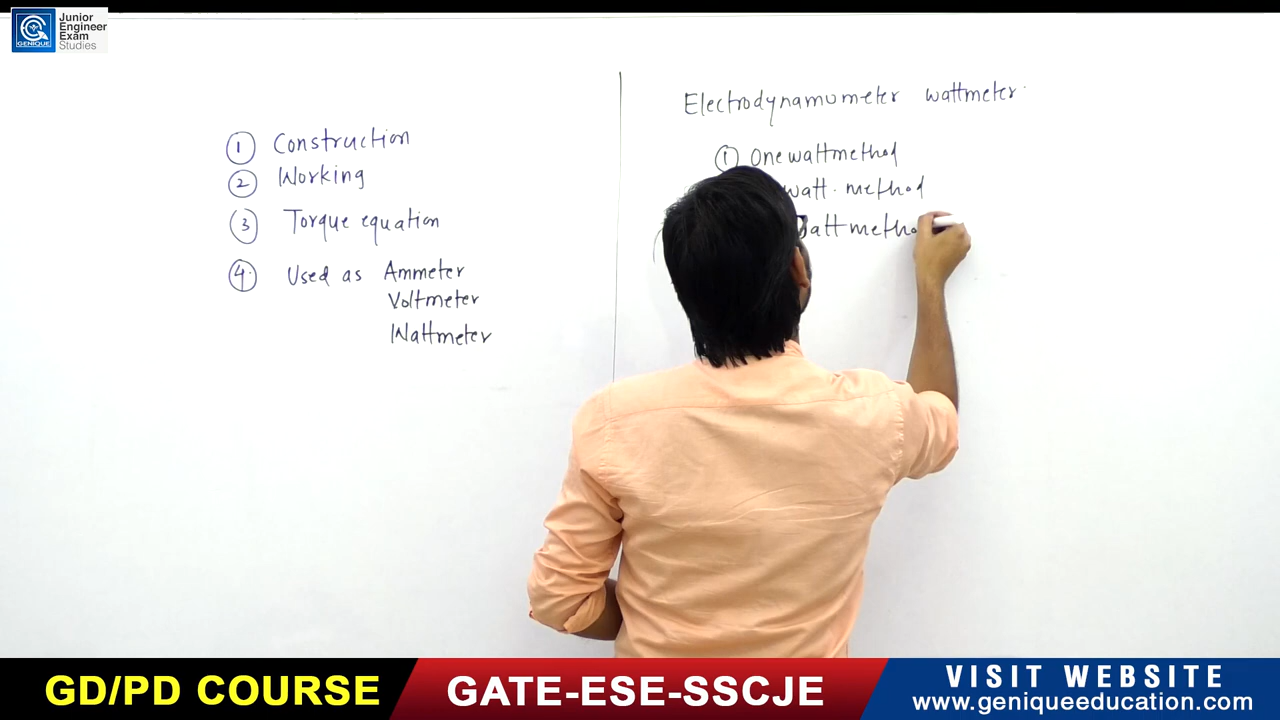 GENIQUE
Junior
Engineer
Exam
Studies
① Construction
② Working
③ Torque equation
④ Used as Ammeter
Voltmeter
Wattmeter
Electrodynamometer wattmeter
① One wattmethod
watt. method
wattmetho
GD/PD COURSE
GATE-ESE-SSCJE
VISIT WEBSITE
www.geniqueeducation.com